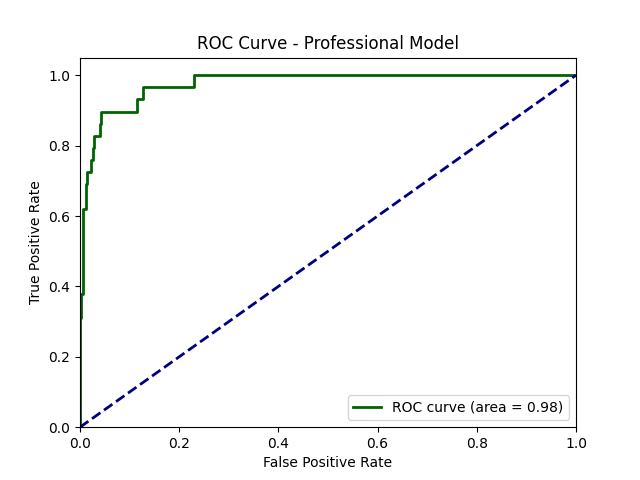 ROC Curve - Professional Model
True Positive Rate
1.0
0.8
0.6
0.4
0.2
0.0
ROC curve (area = 0.98)
0.0 0.2 0.4 0.6 0.8 1.0
False Positive Rate